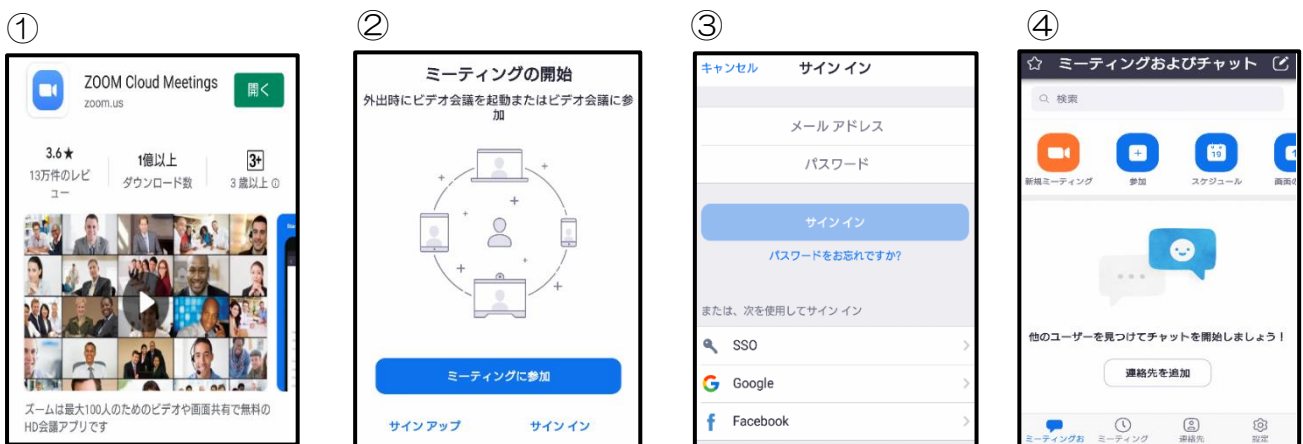 ①
ZOOM Cloud Meetings
zoom.us
開く
3.6★
13万件のレビ
ュー
1億以上
ダウンロード数
3+
3 歳以上
ズームは最大100人のためのビデオや画面共有で無料の
HD会議アプリです
②
ミーティングの開始
外出時にビデオ会議を起動またはビデオ会議に参
加
ミーティングに参加
サイン アップ
サイン イン
③
キャンセル
サイン イン
メール アドレス
パスワード
サイン イン
パスワードをお忘れですか?
または、次を使用してサイン イン
SSO
Google
Facebook
④
ミーティングおよびチャット
検索
新規ミーティング
参加
19
スケジュール
画面の
他のユーザーを見つけてチャットを開始しましょう！
連絡先を追加
ミーティングお
ミーティング
連絡先
設定